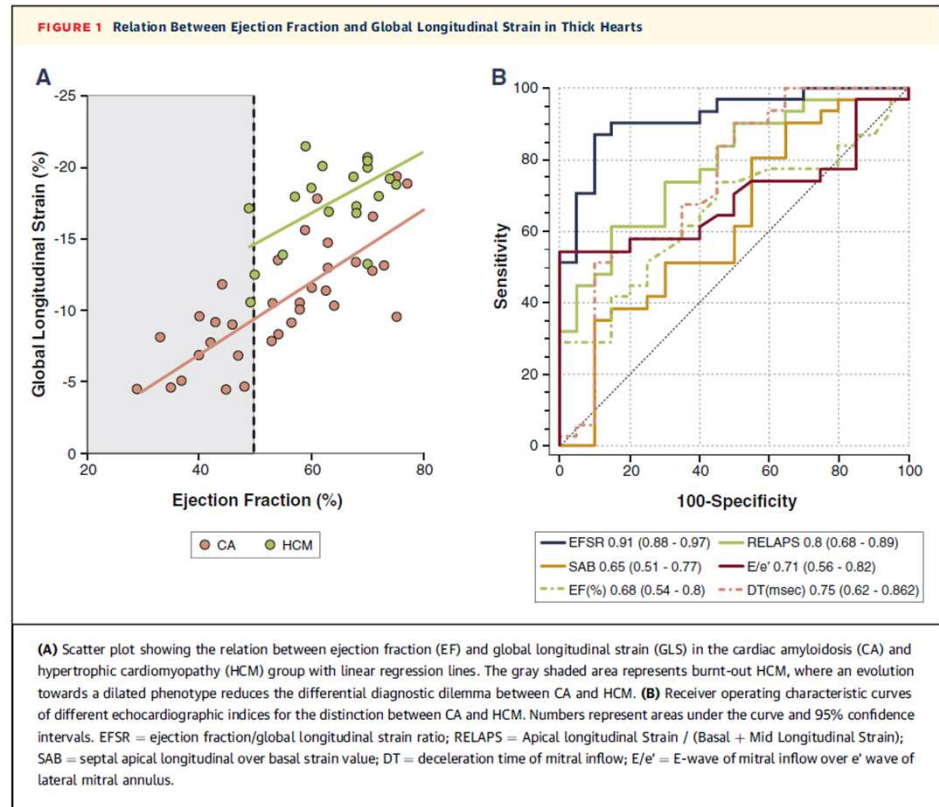 FIGURE 1 Relation Between Ejection Fraction and Global Longitudinal Strain in Thick Hearts
A
Global Longitudinal Strain (%)
-25
-20
-15
-10
-5
0
20
40
60
80
Ejection Fraction (%)
CA
HCM
B
Sensitivity
100
80
60
40
20
0
0
20
40
60
80
100
100-Specificity
EFSR 0.91 (0.88 - 0.97)
RELAPS 0.8 (0.68 - 0.89)
SAB 0.65 (0.51 - 0.77)
E/e' 0.71 (0.56 - 0.82)
EF(%) 0.68 (0.54 - 0.8)
DT(msec) 0.75 (0.62 - 0.862)
(A) Scatter plot showing the relation between ejection fraction (EF) and global longitudinal strain (GLS) in the cardiac amyloidosis (CA) and
hypertrophic cardiomyopathy (HCM) group with linear regression lines. The gray shaded area represents burnt-out HCM, where an evolution
towards a dilated phenotype reduces the differential diagnostic dilemma between CA and HCM. (B) Receiver operating characteristic curves
of different echocardiographic indices for the distinction between CA and HCM. Numbers represent areas under the curve and 95% confidence
intervals. EFSR = ejection fraction/global longitudinal strain ratio; RELAPS = Apical longitudinal Strain / (Basal + Mid Longitudinal Strain);
SAB = septal apical longitudinal over basal strain value; DT = deceleration time of mitral inflow; E/e' = E-wave of mitral inflow over e' wave of
lateral mitral annulus.